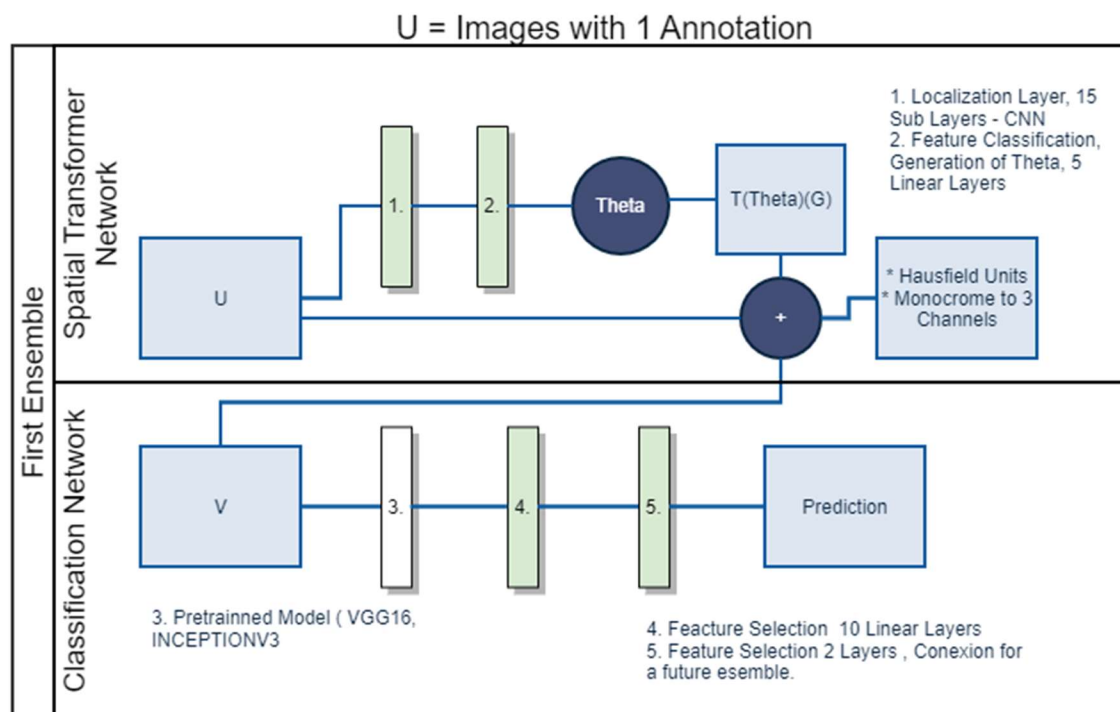 U = Images with 1 Annotation
First Ensemble
Spatial Transformer
Network
1. Localization Layer, 15
Sub Layers - CNN
2. Feature Classification,
Generation of Theta, 5
Linear Layers
1.
2.
Theta
T(Theta)(G)
U
+
* Hausfield Units
* Monocrome to 3
Channels
Classification Network
V
3.
4.
5.
Prediction
3. Pretrainned Model ( VGG16,
INCEPTIONV3
4. Feacture Selection 10 Linear Layers
5. Feature Selection 2 Layers , Conexion for
a future esemble.